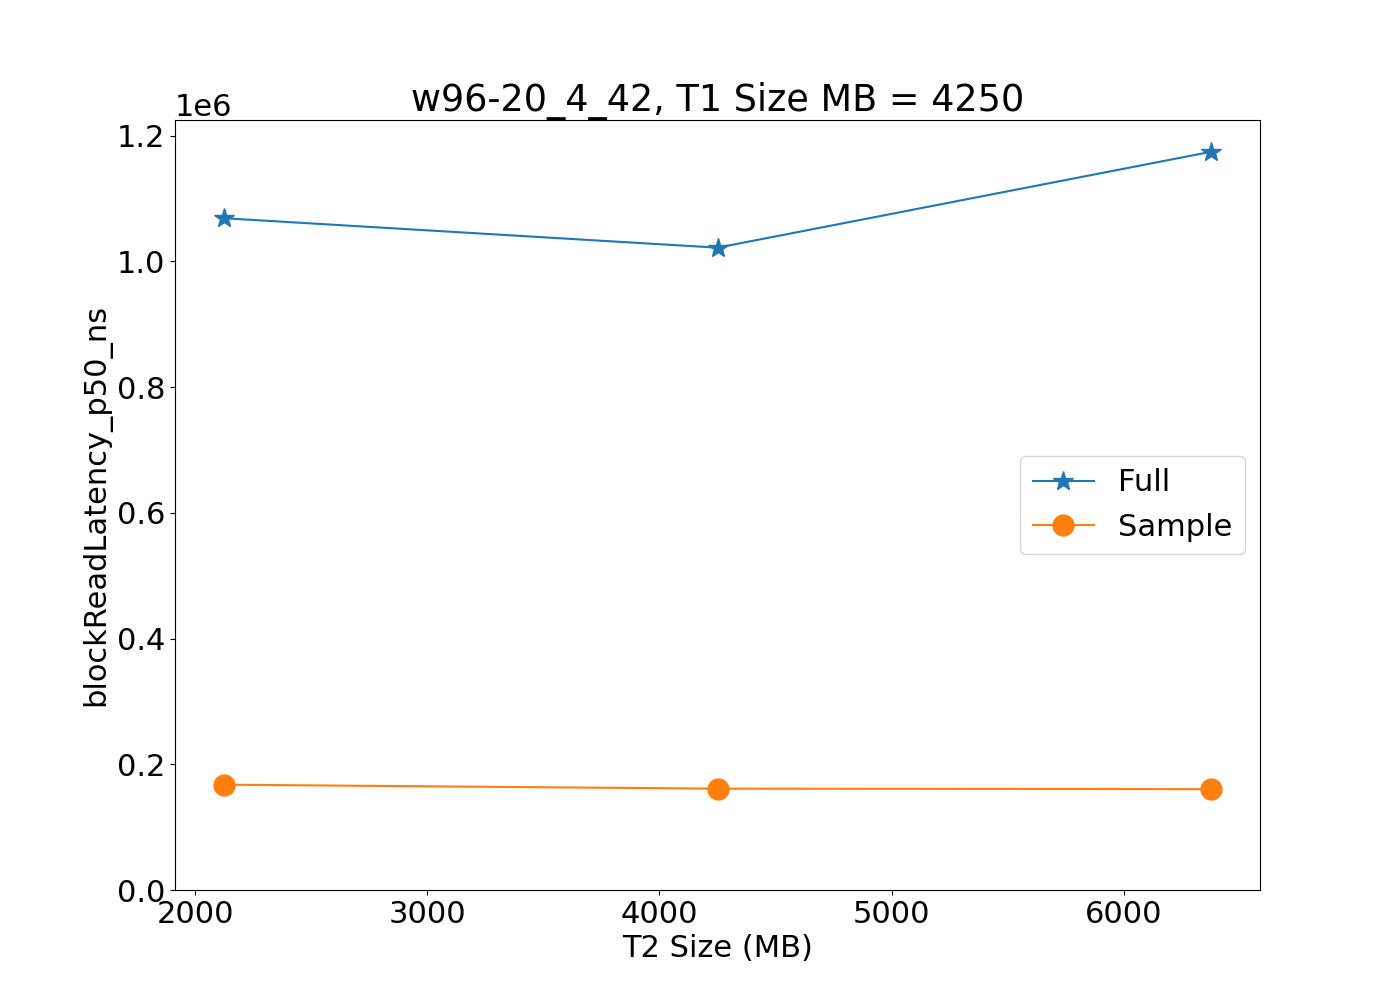 w96-20_4_42, T1 Size MB = 4250
1e6
1.2
1.0
0.8
0.6
0.4
0.2
0.0
blockReadLatency_p50_ns
Full
Sample
2000 3000 4000 5000 6000
T2 Size (MB)